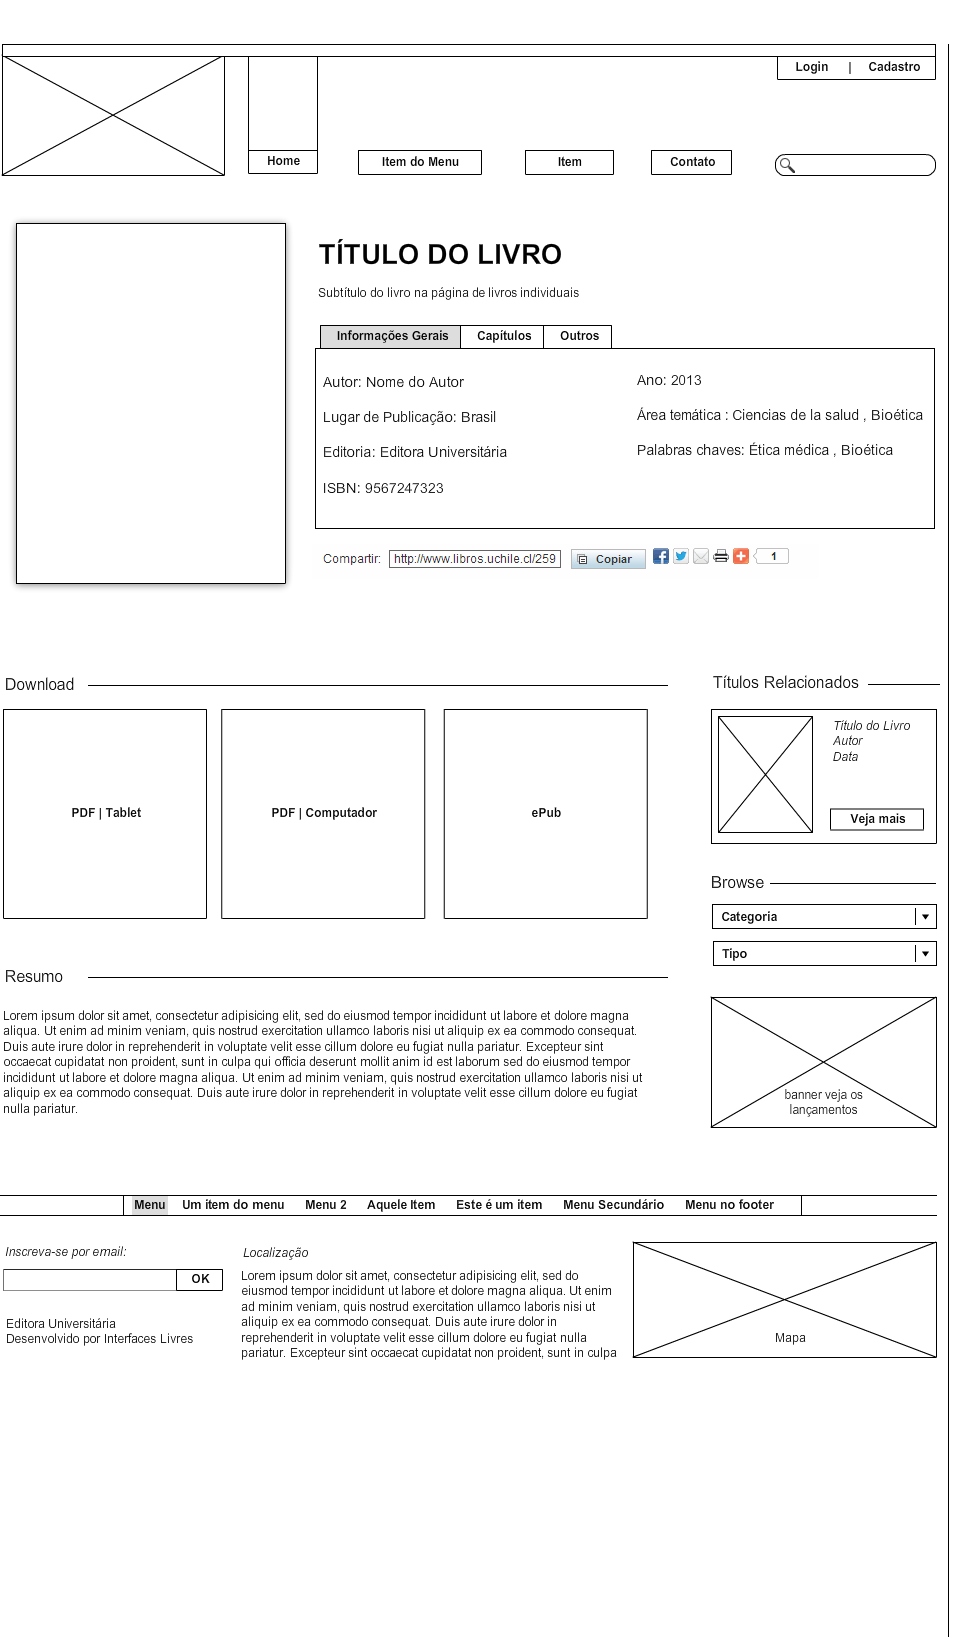 Login | Cadastro
Home
Item do Menu
Item
Contato
TÍTULO DO LIVRO
Subtítulo do livro na página de livros individuais
Informações Gerais
Capítulos
Outros
Autor: Nome do Autor
Lugar de Publicação: Brasil
Editoria: Editora Universitária
ISBN: 9567247323
Ano: 2013
Área temática : Ciencias de la salud , Bioética
Palabras chaves: Ética médica , Bioética
Compartir: http://www.libros.uchile.cl/259 Copiar 1
Download
PDF | Tablet
PDF | Computador
ePub
Títulos Relacionados
Título do Livro
Autor
Data
Veja mais
Browse
Categoria
Tipo
banner veja os
lançamentos
Resumo
Lorem ipsum dolor sit amet, consectetur adipisicing elit, sed do eiusmod tempor incididunt ut labore et dolore magna
aliqua. Ut enim ad minim veniam, quis nostrud exercitation ullamco laboris nisi ut aliquip ex ea commodo consequat.
Duis aute irure dolor in reprehenderit in voluptate velit esse cillum dolore eu fugiat nulla pariatur. Excepteur sint
occaecat cupidatat non proident, sunt in culpa qui officia deserunt mollit anim id est laborum sed do eiusmod tempor
incididunt ut labore et dolore magna aliqua. Ut enim ad minim veniam, quis nostrud exercitation ullamco laboris nisi ut
aliquip ex ea commodo consequat. Duis aute irure dolor in reprehenderit in voluptate velit esse cillum dolore eu fugiat
nulla pariatur.
Menu Um item do menu Menu 2 Aquele Item Este é um item Menu Secundário Menu no footer
Inscreva-se por email:
OK
Editora Universitária
Desenvolvido por Interfaces Livres
Localização
Lorem ipsum dolor sit amet, consectetur adipisicing elit, sed do
eiusmod tempor incididunt ut labore et dolore magna aliqua. Ut enim
ad minim veniam, quis nostrud exercitation ullamco laboris nisi ut
aliquip ex ea commodo consequat. Duis aute irure dolor in
reprehenderit in voluptate velit esse cillum dolore eu fugiat nulla
pariatur. Excepteur sint occaecat cupidatat non proident, sunt in culpa
Mapa